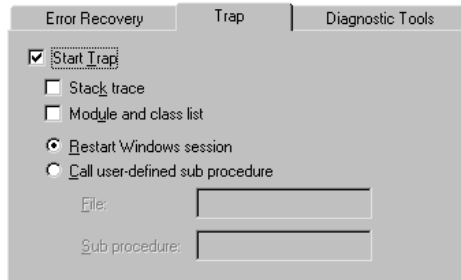 Error Recovery Trap Diagnostic Tools
Start Trap
Stack trace
Module and class list
Restart Windows session
Call user-defined sub procedure
File:
Sub procedure: